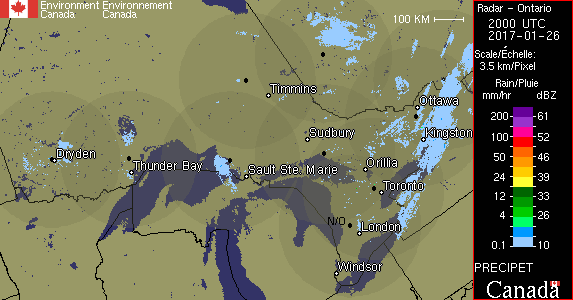 Environment Environnement
Canada Canada
100 KM
Radar - Ontario
2000 UTC
2017-01-26
Scale/Échelle:
3.5 km/Pixel
Rain/Pluie
mm/hr dBZ
200 61
100 52
50 46
24 39
12 33
4 26
1 20
0.1 10
PRECIPET
Canada
Timmins
Ottawa
Sudbury
Kingston
Dryden
Thunder Bay
Sault Ste. Marie
Orillia
Toronto
N/O
London
Windsor